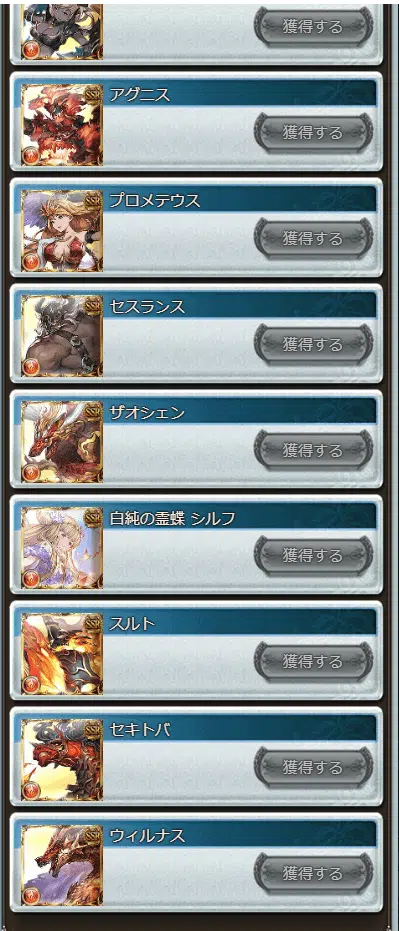 獲得する
アグニス
獲得する
プロメテウス
獲得する
セスランス
獲得する
ザオシェン
獲得する
白純の霊蝶 シルフ
獲得する
スルト
獲得する
セキトバ
獲得する
ウィルナス
獲得する